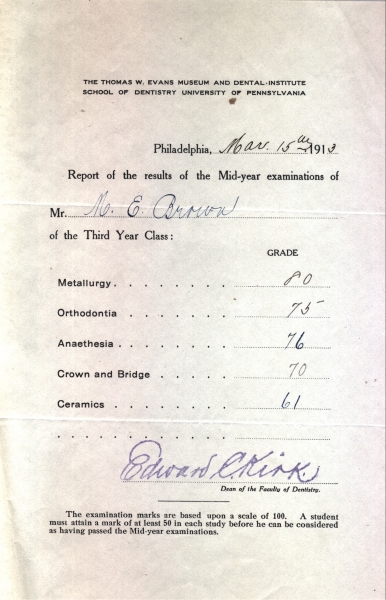 THE THOMAS W. EVANS MUSEUM AND DENTAL INSTITUTE
SCHOOL OF DENTISTRY UNIVERSITY OF PENNSYLVANIA
Philadelphia, Mar. 15th 1913
Report of the results of the Mid-year examinations of
Mr. M. E. Brown
of the Third Year Class:
GRADE
Metallurgy. . . . . . . . 80
Orthodontia . . . . . . . 75
Anaethesia . . . . . . . 76
Crown and Bridge . . . . . 70
Ceramics . . . . . . . . 61
Edward C. Kirk.
Dean of the Faculty of Dentistry.
The examination marks are based upon a scale of 100. A student
must attain a mark of at least 50 in each study before he can be considered
as having passed the Mid-year examinations.